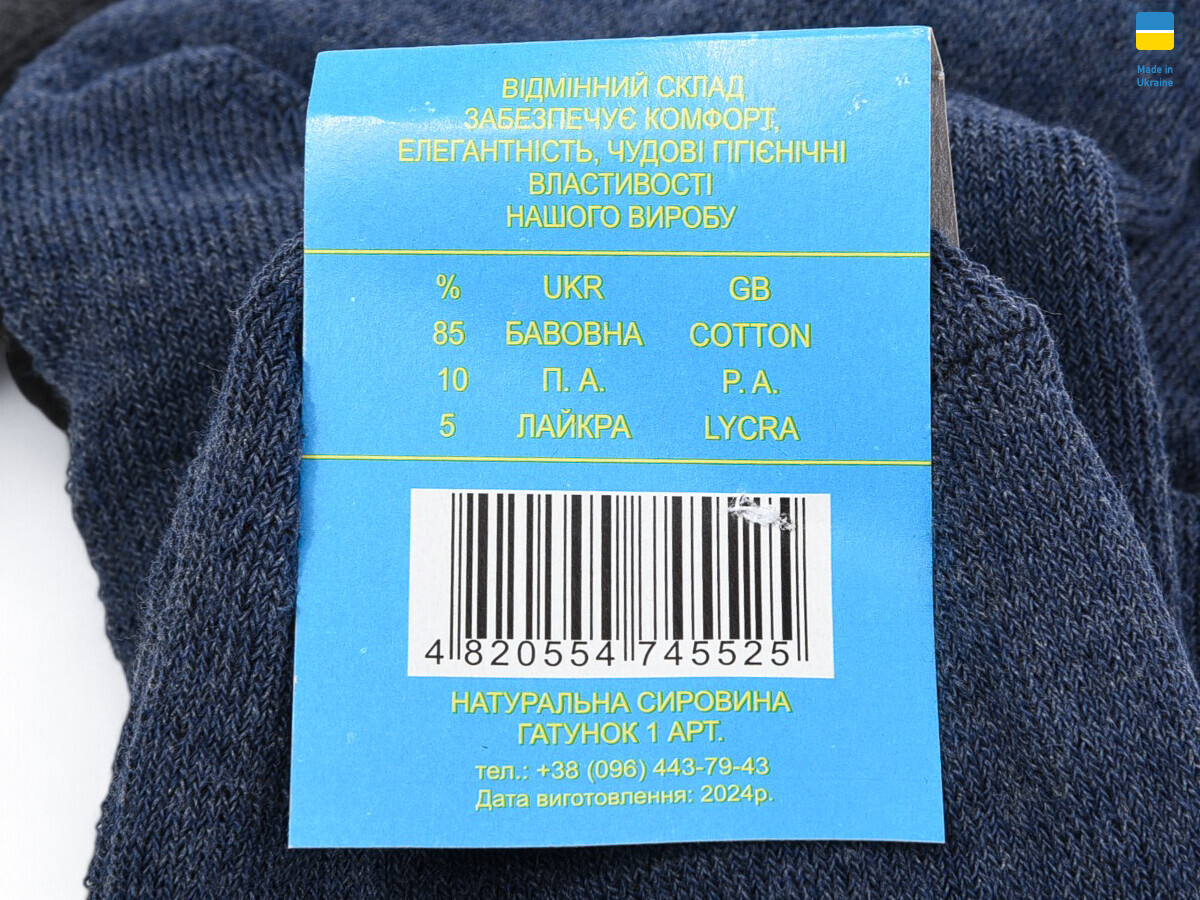 Made in
Ukraine
ВІДМІННИЙ СКЛАД
ЗАБЕЗПЕЧУЄ КОМФОРТ,
ЕЛЕГАНТНІСТЬ, ЧУДОВІ ГІГІЄНІЧНІ
ВЛАСТИВОСТІ
НАШОГО ВИРОБУ
% UKR GB
85 БАВОВНА COTTON
10 П. А. P. A.
5 ЛАЙКРА LYCRA
4 820554 745525
НАТУРАЛЬНА СИРОВИНА
ГАТУНОК 1 АРТ.
тел.: +38 (096) 443-79-43
Дата виготовлення: 2024р.